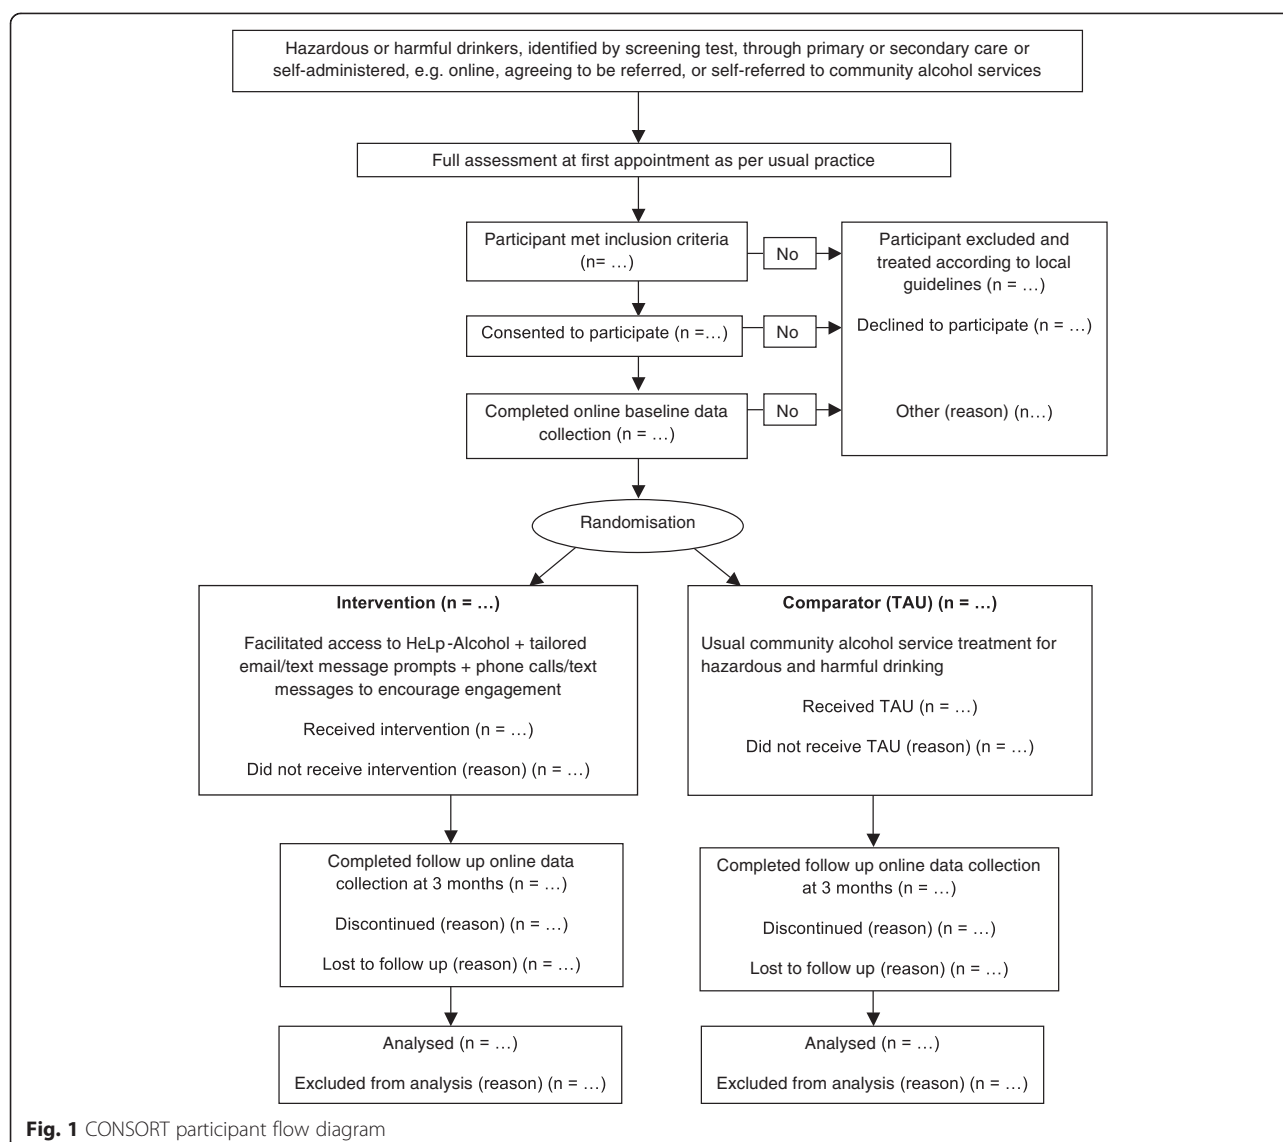 Hazardous or harmful drinkers, identified by screening test, through primary or secondary care or
self-administered, e.g. online, agreeing to be referred, or self-referred to community alcohol services
Full assessment at first appointment as per usual practice
Participant met inclusion criteria
(n= …)
No
Participant excluded and
treated according to local
guidelines (n = …)
Consented to participate (n =…)
No
Declined to participate (n = …)
Completed online baseline data
collection (n = …)
No
Other (reason) (n…)
Randomisation
Intervention (n = …)
Facilitated access to HeLp-Alcohol + tailored
email/text message prompts + phone calls/text
messages to encourage engagement
Received intervention (n = …)
Did not receive intervention (reason) (n = …)
Comparator (TAU) (n = …)
Usual community alcohol service treatment for
hazardous and harmful drinking
Received TAU (n = …)
Did not receive TAU (reason) (n = …)
Completed follow up online data
collection at 3 months (n = …)
Discontinued (reason) (n = …)
Lost to follow up (reason) (n = …)
Completed follow up online data collection
at 3 months (n = …)
Discontinued (reason) (n = …)
Lost to follow up (reason) (n = …)
Analysed (n = …)
Excluded from analysis (reason) (n = …)
Analysed (n = …)
Excluded from analysis (reason) (n = …)
Fig. 1 CONSORT participant flow diagram